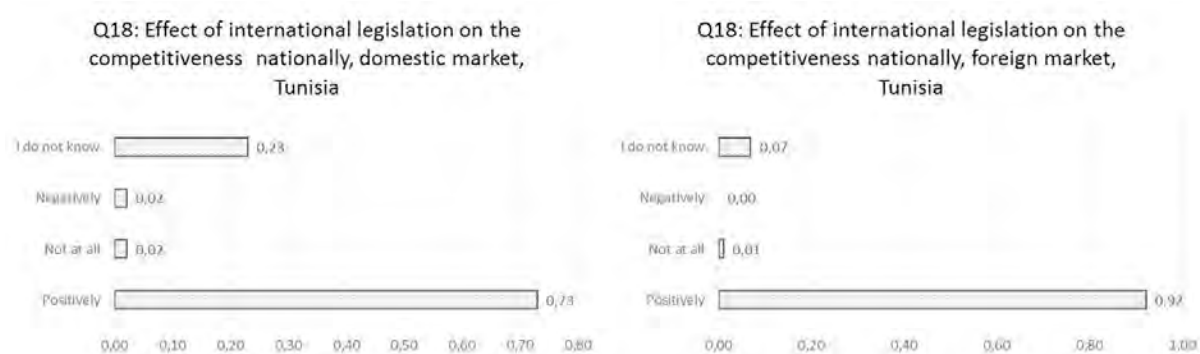 Q18: Effect of international legislation on the
competitiveness nationally, domestic market,
Tunisia
I do not know
0,23
Negatively
0,02
Not at all
0,02
Positively
0,73
0,00 0,10 0,20 0,30 0,40 0,50 0,60 0,70 0,80
Q18: Effect of international legislation on the
competitiveness nationally, foreign market,
Tunisia
I do not know
0,07
Negatively
0,00
Not at all
0,01
Positively
0,92
0,00 0,20 0,40 0,60 0,80 1,00